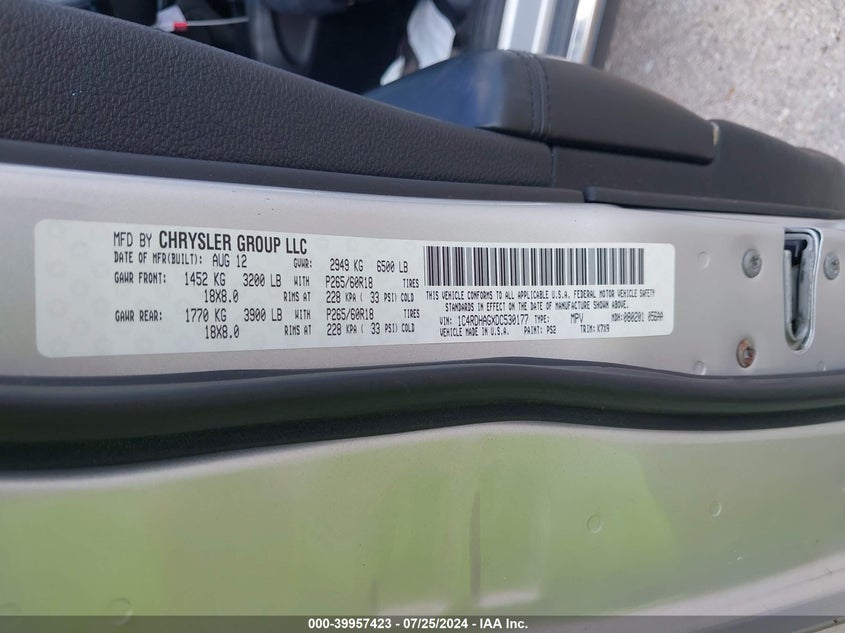 MFD BY CHRYSLER GROUP LLC
DATE OF MFR(BUILT): AUG 12 GVWR: 2949 KG 6500 LB
GAWR FRONT: 1452 KG 3200 LB WITH P265/60R18 TIRES
18X8.0 RIMS AT 228 KPA ( 33 PSI) COLD
GAWR REAR: 1770 KG 3900 LB WITH P265/60R18 TIRES
18X8.0 RIMS AT 228 KPA ( 33 PSI) COLD
THIS VEHICLE CONFORMS TO ALL APPLICABLE U.S.A. FEDERAL MOTOR VEHICLE SAFETY
STANDARDS IN EFFECT ON THE DATE OF MANUFACTURE SHOWN ABOVE.
VIN: 1C4RDHAGXDC530177 TYPE: MPV MDH: 080201 056AA
VEHICLE MADE IN U.S.A. PAINT: PS2 TRIM: K7X9
000-39957423 - 07/25/2024 - IAA Inc.